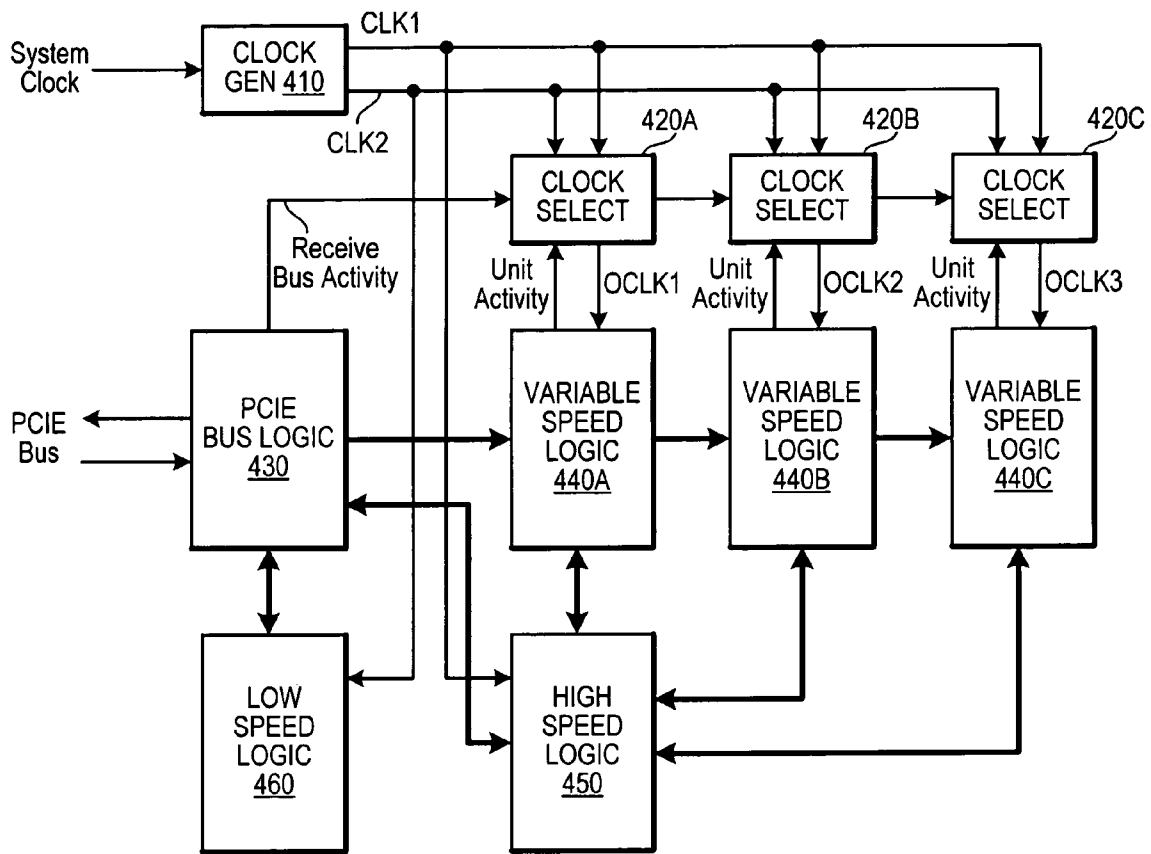 System
Clock
CLOCK
GEN 410
CLK1
CLK2
420A
420B
420C
CLOCK
SELECT
CLOCK
SELECT
CLOCK
SELECT
Receive
Bus Activity
Unit
Activity
OCLK1
Unit
Activity
OCLK2
Unit
Activity
OCLK3
PCIE
Bus
PCIE
BUS LOGIC
430
VARIABLE
SPEED
LOGIC
440A
VARIABLE
SPEED
LOGIC
440B
VARIABLE
SPEED
LOGIC
440C
LOW
SPEED
LOGIC
460
HIGH
SPEED
LOGIC
450